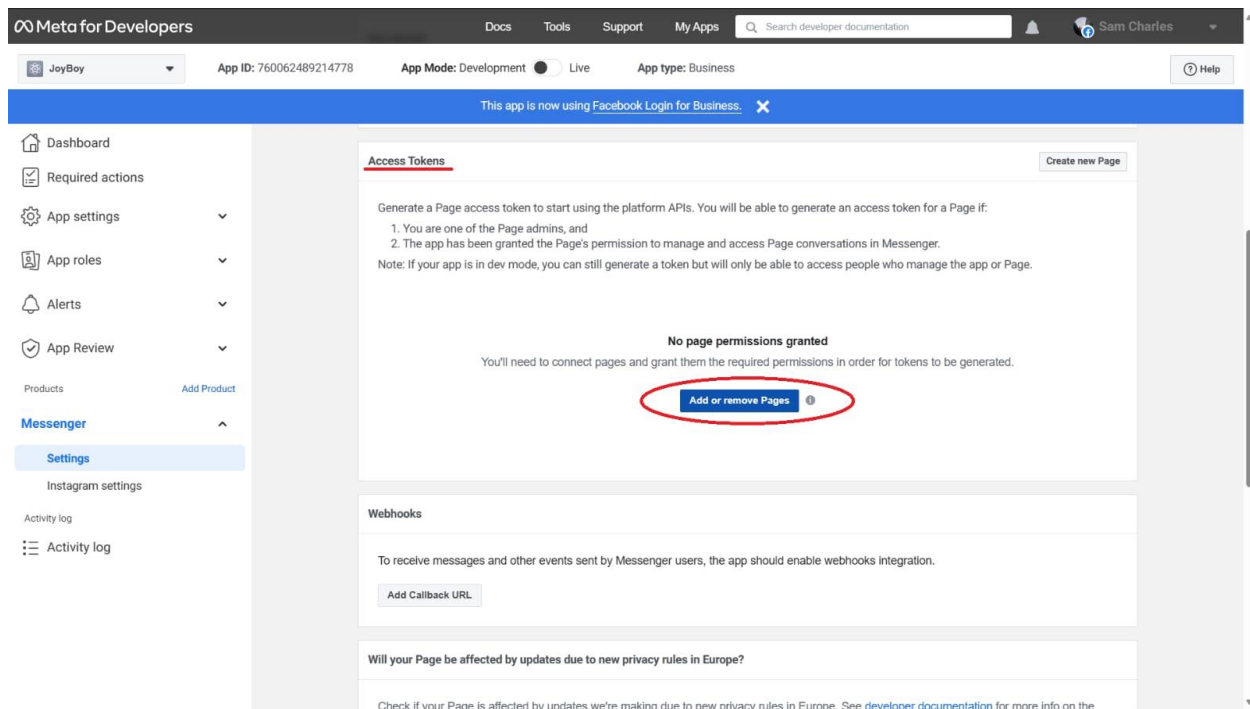 Meta for Developers
Docs Tools Support My Apps Search developer documentation Sam Charles
JoyBoy App ID: 760062489214778 App Mode: Development Live App type: Business Help
This app is now using Facebook Login for Business.
Dashboard
Required actions
App settings
App roles
Alerts
App Review
Products Add Product
Messenger
Settings
Instagram settings
Activity log
Activity log
Access Tokens Create new Page
Generate a Page access token to start using the platform APIs. You will be able to generate an access token for a Page if:
1. You are one of the Page admins, and
2. The app has been granted the Page's permission to manage and access Page conversations in Messenger.
Note: If your app is in dev mode, you can still generate a token but will only be able to access people who manage the app or Page.
No page permissions granted
You'll need to connect pages and grant them the required permissions in order for tokens to be generated.
Add or remove Pages
Webhooks
To receive messages and other events sent by Messenger users, the app should enable webhooks integration.
Add Callback URL
Will your Page be affected by updates due to new privacy rules in Europe?
Check if your Page is affected by updates we're making due to new privacy rules in Europe. See developer documentation for more info on the